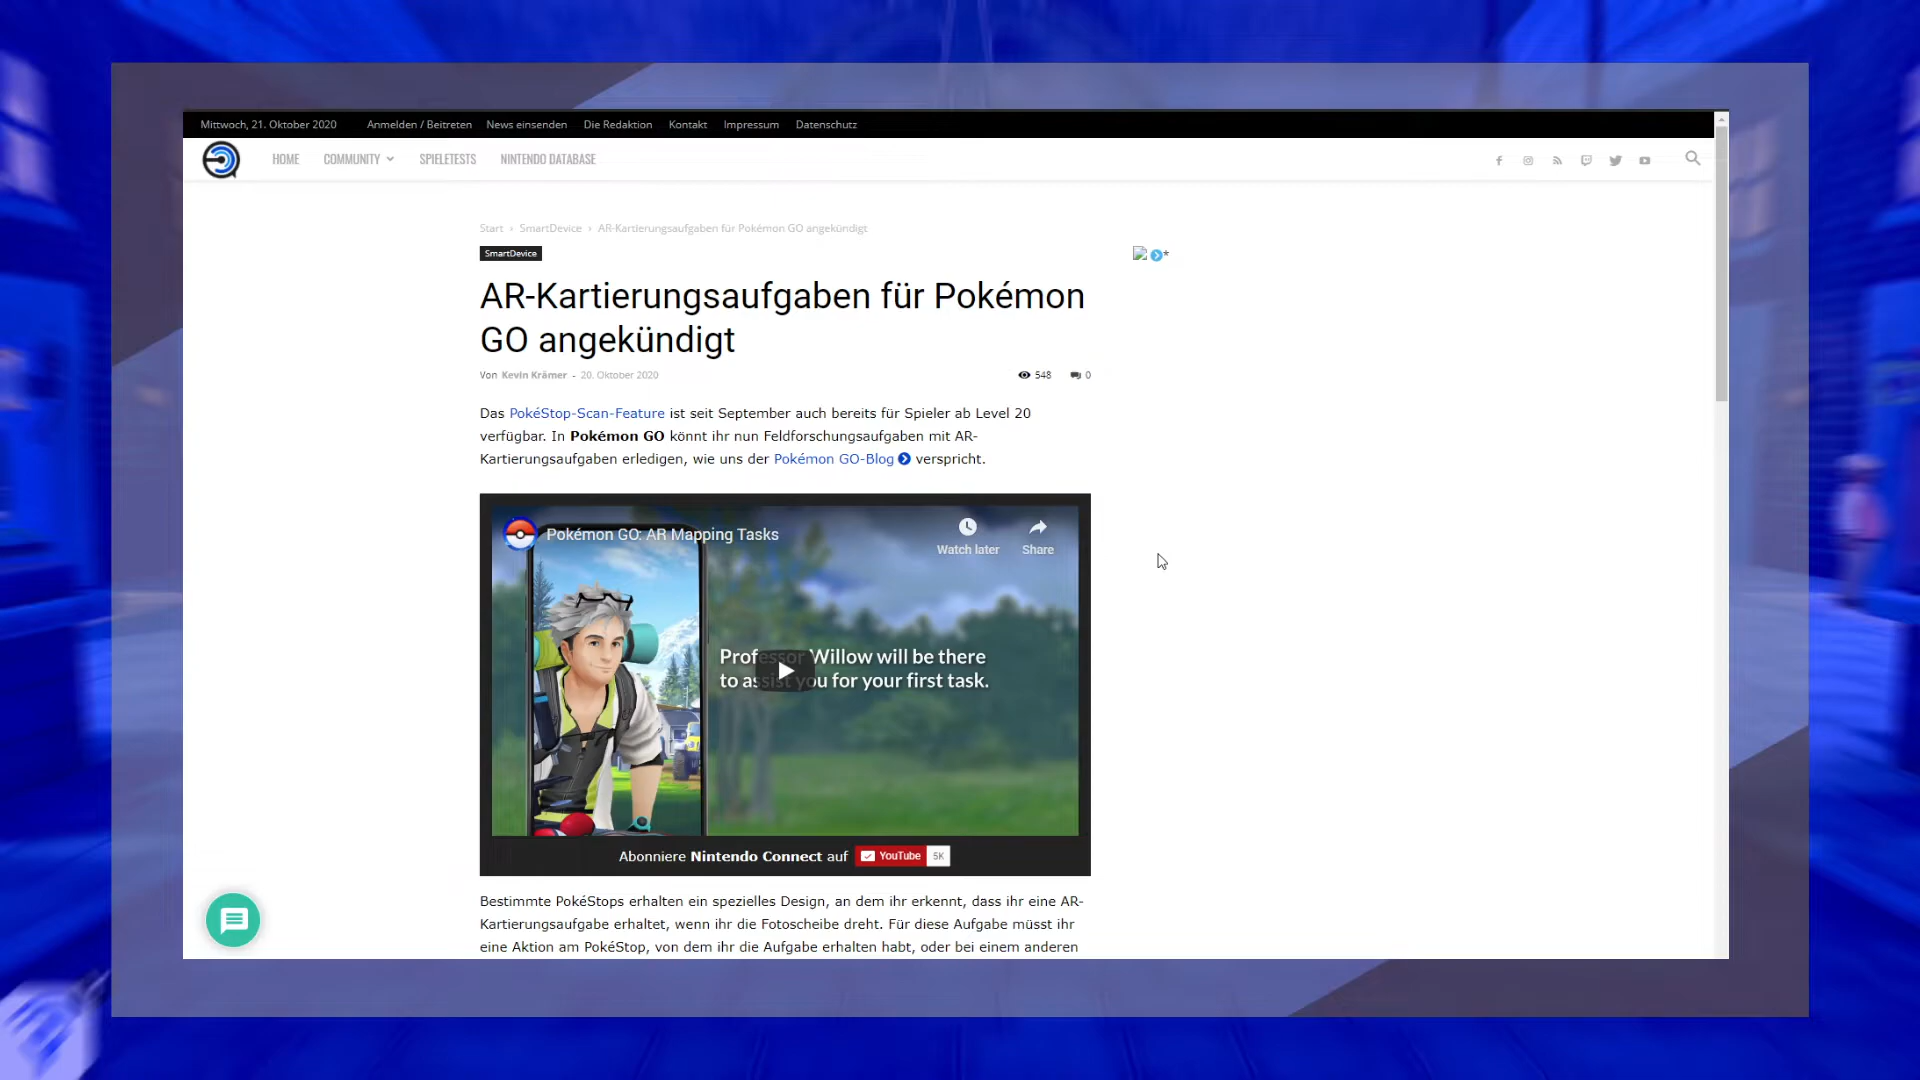 Mittwoch, 21. Oktober 2020 Anmelden / Beitreten News einsenden Die Redaktion Kontakt Impressum Datenschutz
HOME COMMUNITY SPIELETESTS NINTENDO DATABASE
Start › SmartDevice › AR-Kartierungsaufgaben für Pokémon GO angekündigt
SmartDevice
*
AR-Kartierungsaufgaben für Pokémon
GO angekündigt
Von Kevin Krämer - 20. Oktober 2020 548 0
Das PokéStop-Scan-Feature ist seit September auch bereits für Spieler ab Level 20
verfügbar. In Pokémon GO könnt ihr nun Feldforschungsaufgaben mit AR-
Kartierungsaufgaben erledigen, wie uns der Pokémon GO-Blog verspricht.
Pokémon GO: AR Mapping Tasks
Watch later Share
Professor Willow will be there
to assist you for your first task.
Abonniere Nintendo Connect auf YouTube 5K
Bestimmte PokéStops erhalten ein spezielles Design, an dem ihr erkennt, dass ihr eine AR-
Kartierungsaufgabe erhaltet, wenn ihr die Fotoscheibe dreht. Für diese Aufgabe müsst ihr
eine Aktion am PokéStop, von dem ihr die Aufgabe erhalten habt, oder bei einem anderen